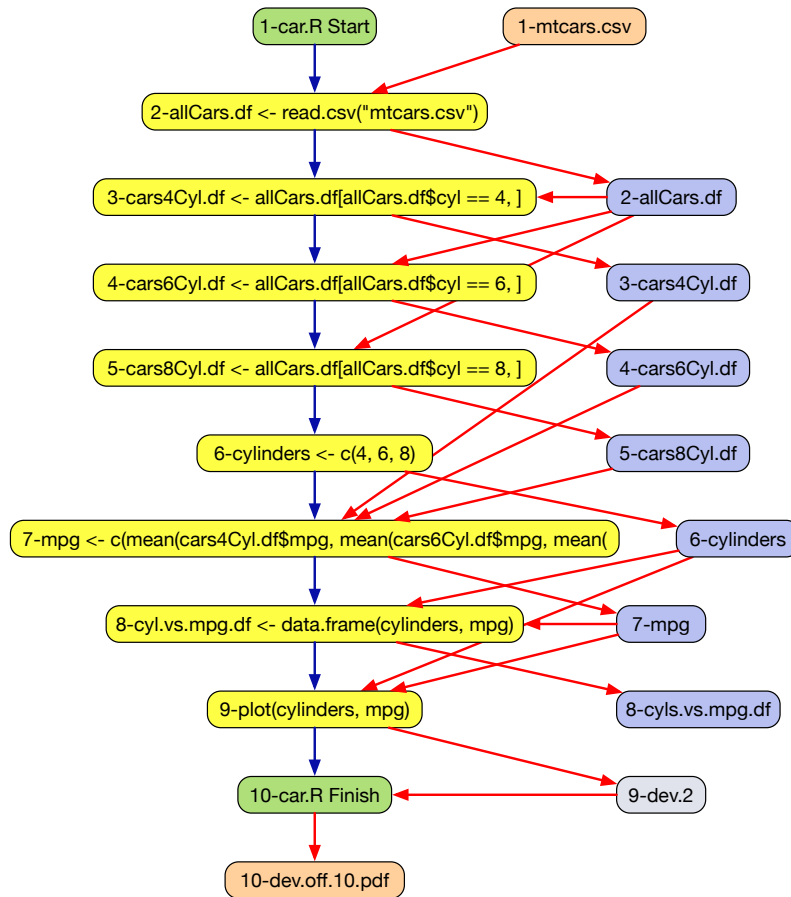 1-car.R Start
1-mtcars.csv
2-allCars.df <- read.csv("mtcars.csv")
3-cars4Cyl.df <- allCars.df[allCars.df$cyl == 4, ]
2-allCars.df
4-cars6Cyl.df <- allCars.df[allCars.df$cyl == 6, ]
3-cars4Cyl.df
5-cars8Cyl.df <- allCars.df[allCars.df$cyl == 8, ]
4-cars6Cyl.df
6-cylinders <- c(4, 6, 8)
5-cars8Cyl.df
7-mpg <- c(mean(cars4Cyl.df$mpg, mean(cars6Cyl.df$mpg, mean(
6-cylinders
8-cyl.vs.mpg.df <- data.frame(cylinders, mpg)
7-mpg
9-plot(cylinders, mpg)
8-cyls.vs.mpg.df
10-car.R Finish
9-dev.2
10-dev.off.10.pdf